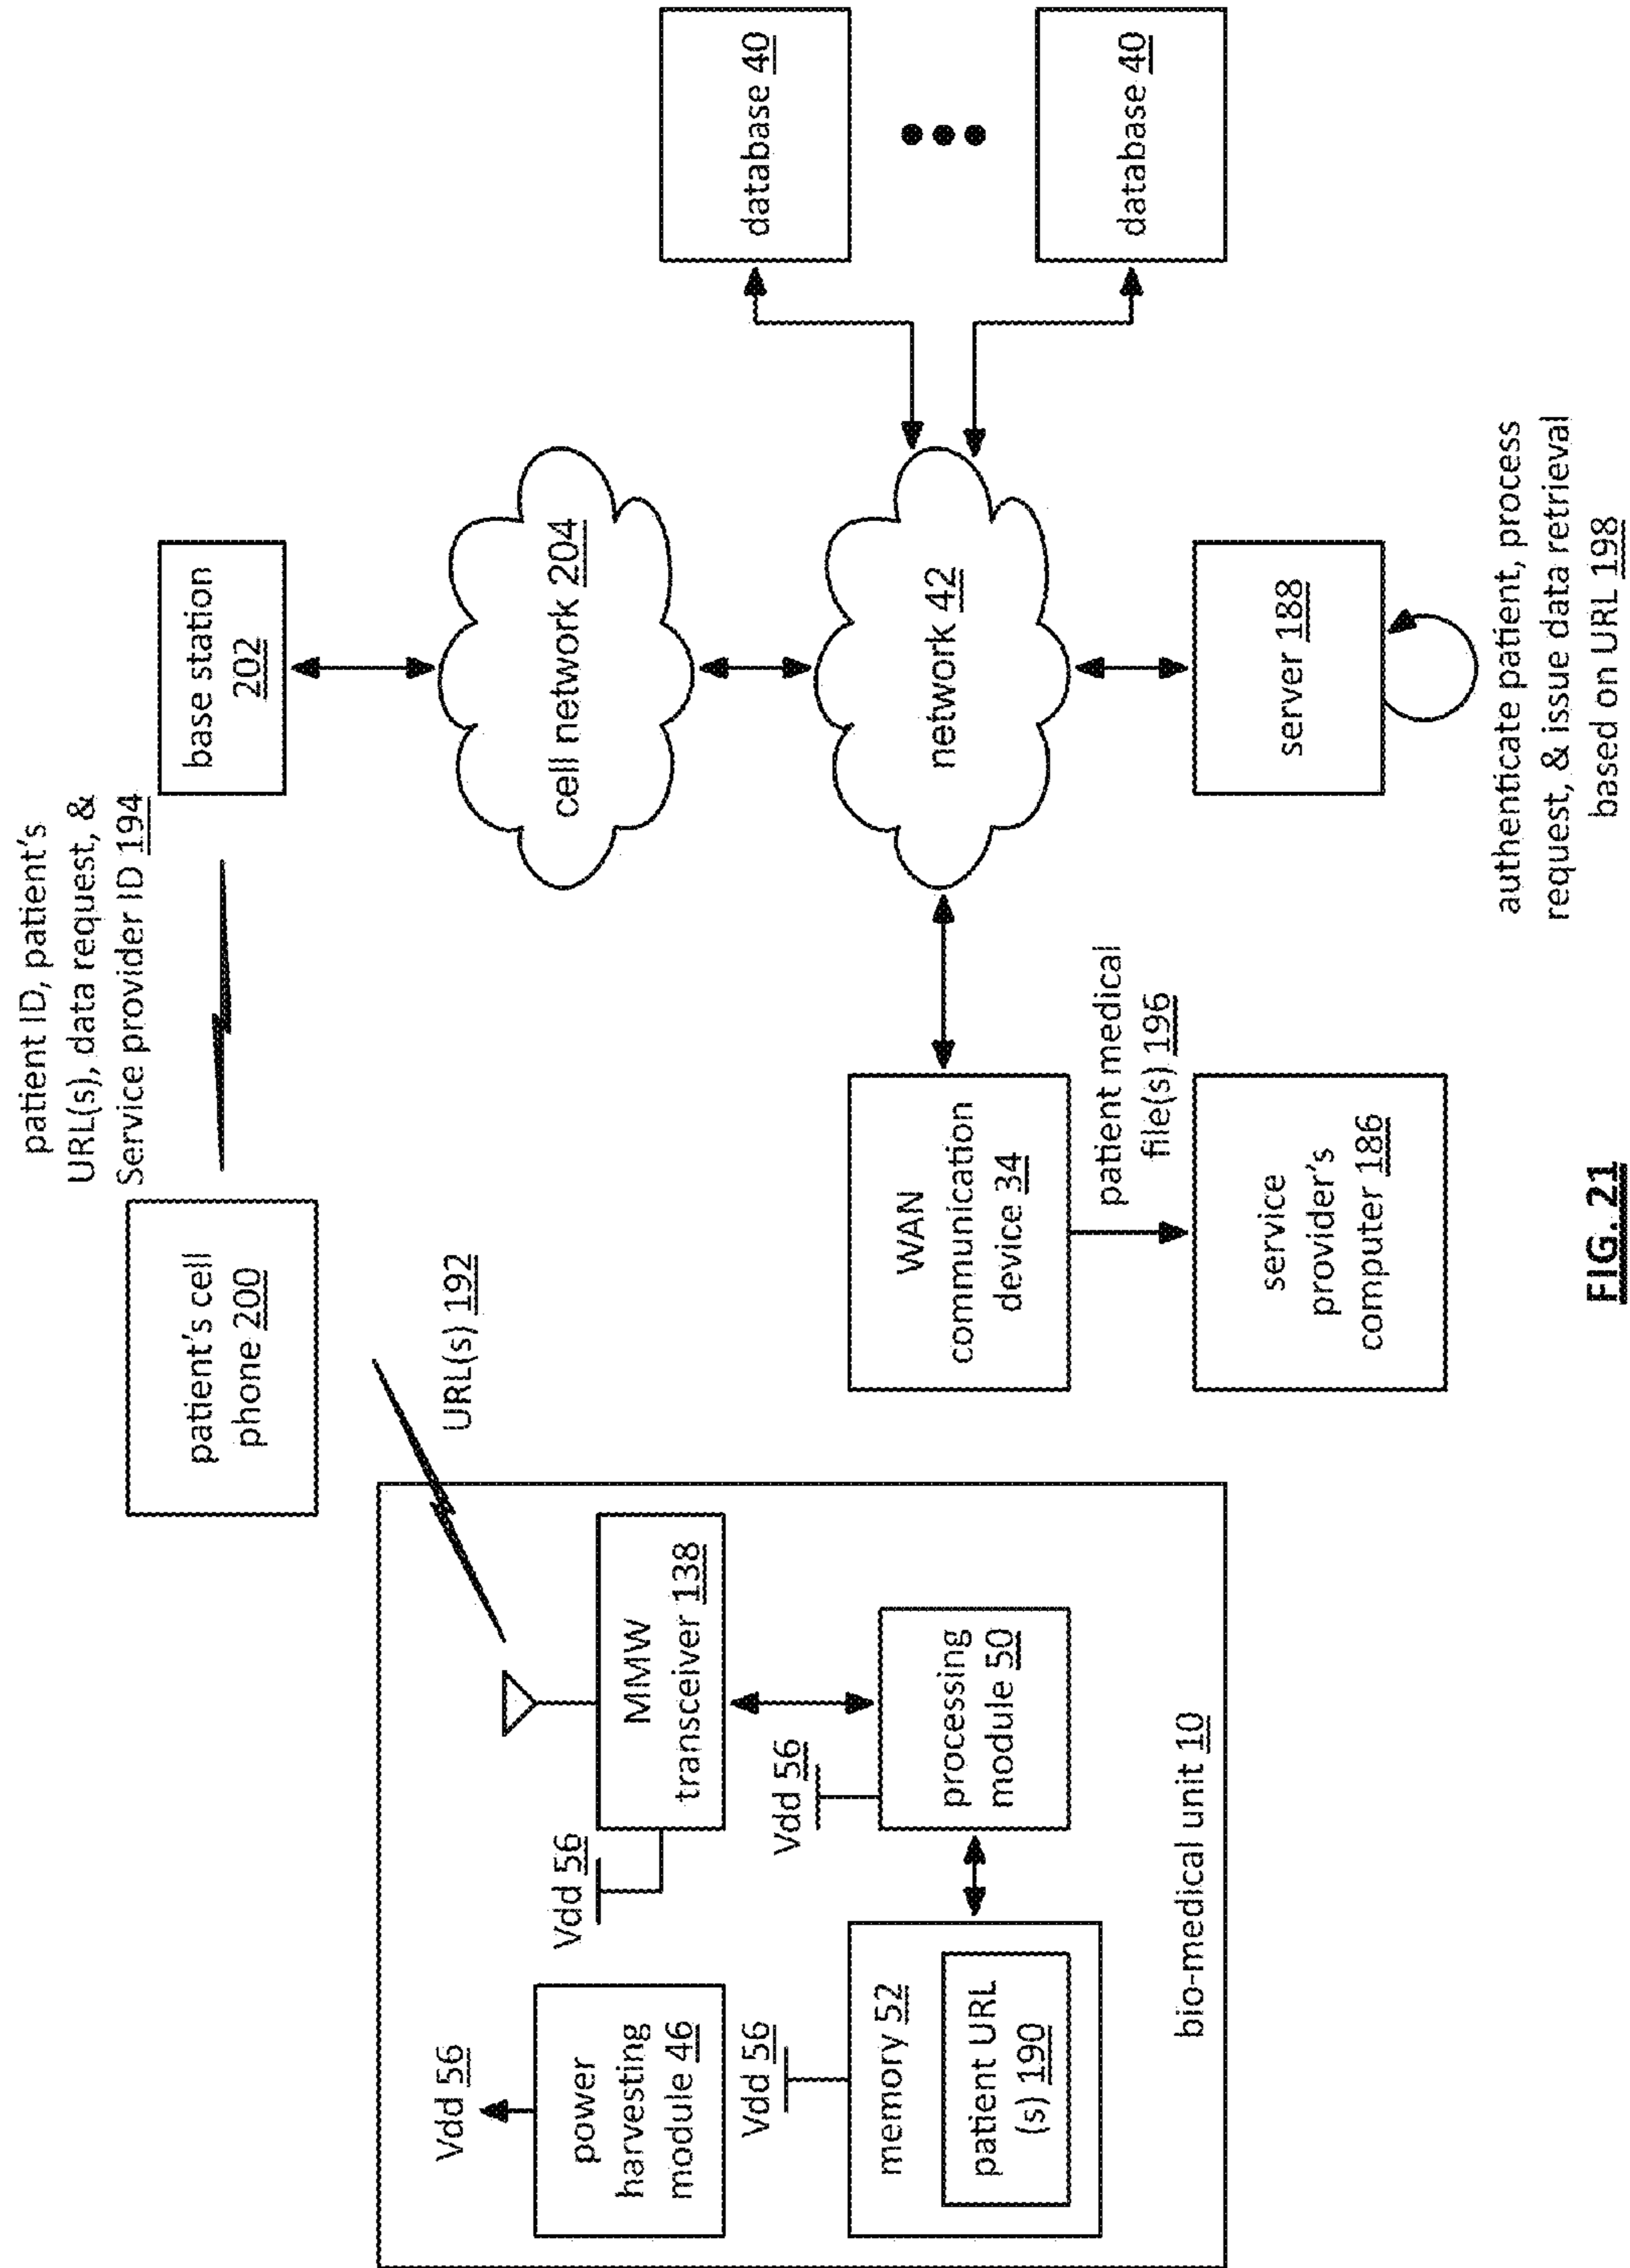 patient ID, patient's
URL(s), data request, &
Service provider ID 194
patient's cell
phone 200
base station
202
URL(s) 192
cell network 204
database 40
database 40
network 42
Vdd 56
power
harvesting
module 46
Vdd 56
MMW
transceiver 138
Vdd 56
memory 52
patient URL
(s) 190
Vdd 56
processing
module 50
bio-medical unit 10
WAN
communication
device 34
patient medical
file(s) 196
service
provider's
computer 186
server 188
authenticate patient, process
request, & issue data retrieval
based on URL 198
FIG. 21